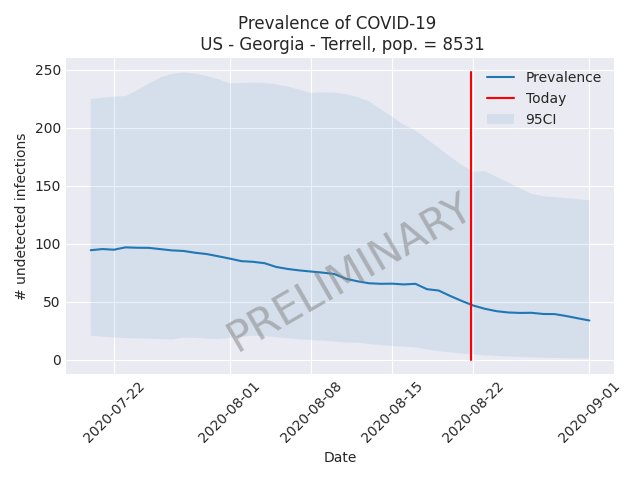 Prevalence of COVID-19
US - Georgia - Terrell, pop. = 8531
Prevalence
Today
95CI
250
200
150
100
50
0
# undetected infections
PRELIMINARY
2020-07-22
2020-08-01
2020-08-08
2020-08-15
2020-08-22
2020-09-01
Date